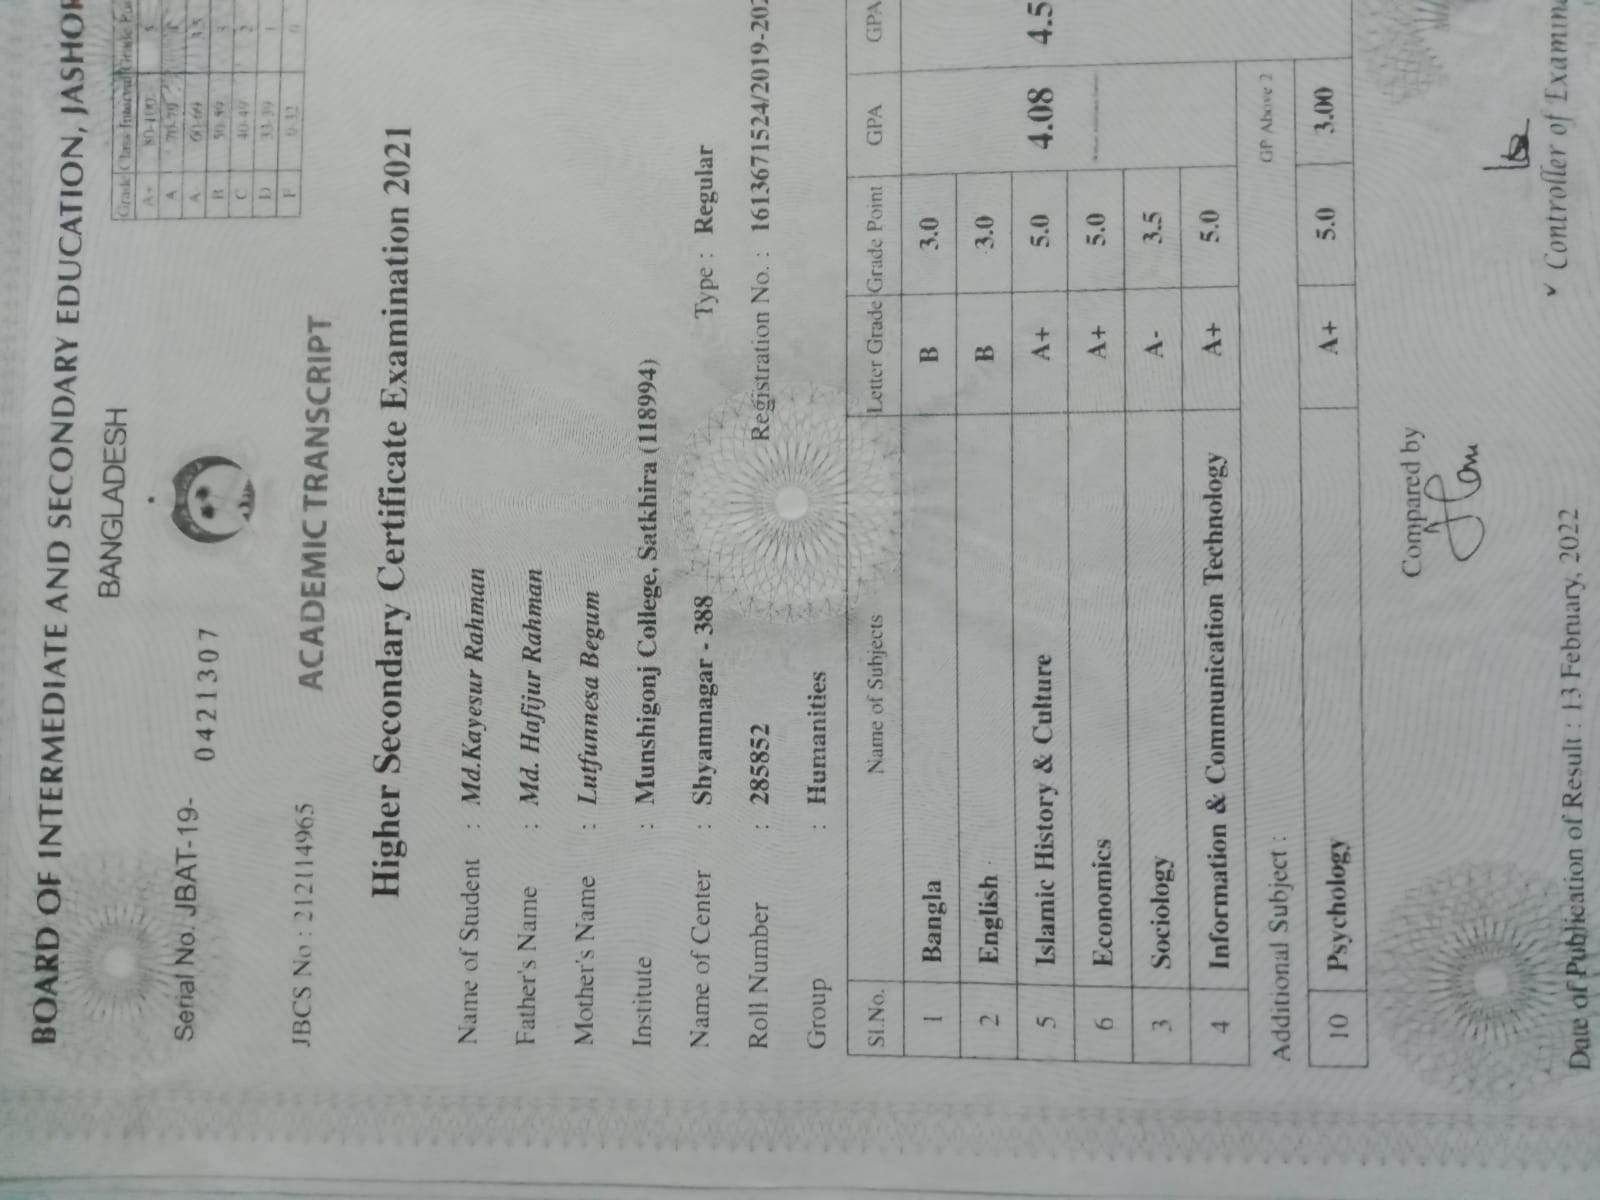 BOARD OF INTERMEDIATE AND SECONDARY EDUCATION, JASHOR
BANGLADESH
Grade Class Interval Grade Poi
A+ 80-100 5
A 70-79 4
A- 60-69 3.5
B 50-59 3
C 40-49 2
D 33-39 1
F 0-32 0
Serial No. JBAT-19- 0421307
JBCS No : 2121114965
ACADEMIC TRANSCRIPT
Higher Secondary Certificate Examination 2021
Name of Student : Md.Kayesur Rahman
Father's Name : Md. Hafijur Rahman
Mother's Name : Lutfunnesa Begum
Institute : Munshigonj College, Satkhira (118994)
Name of Center : Shyamnagar - 388 Type : Regular
Roll Number : 285852 Registration No. : 1613671524/2019-202
Group : Humanities
Sl.No. Name of Subjects Letter Grade Grade Point GPA GPA
1 Bangla B 3.0
2 English B 3.0
5 Islamic History & Culture A+ 5.0 4.08 4.5
6 Economics A+ 5.0
3 Sociology A- 3.5
4 Information & Communication Technology A+ 5.0
Additional Subject : GP Above 2
10 Psychology A+ 5.0 3.00
Compared by
Date of Publication of Result : 13 February, 2022
Controller of Examina